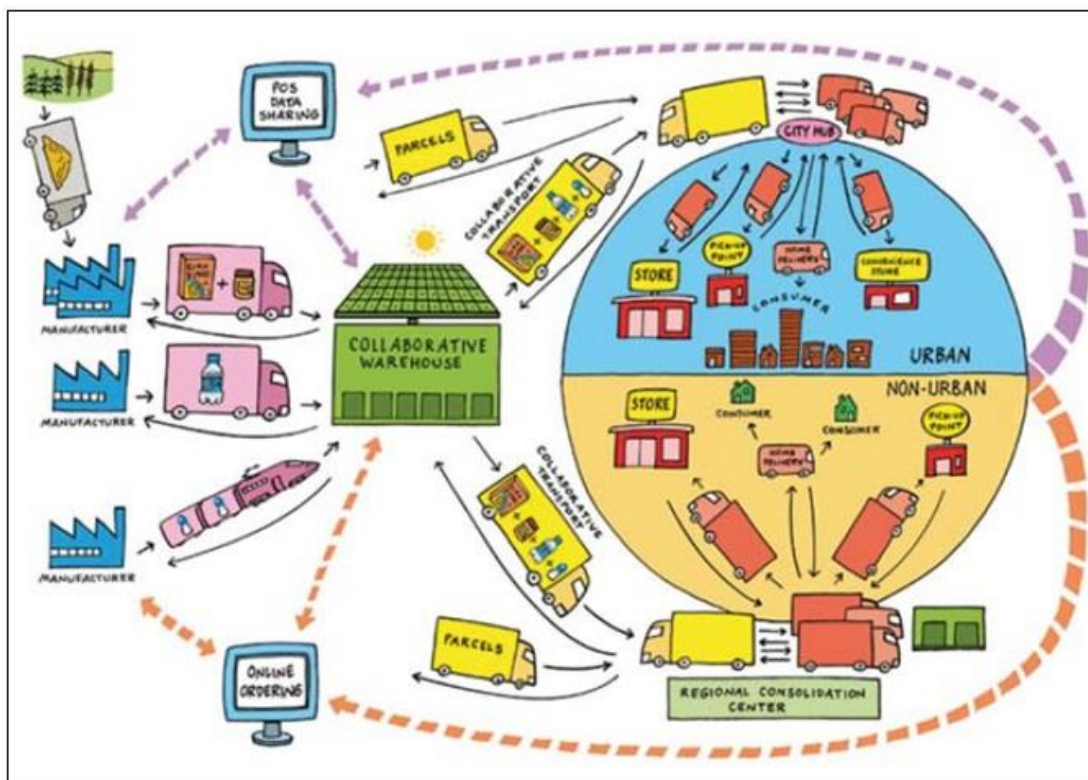 POS
DATA
SHARING
PARCELS
COLLABORATIVE TRANSPORT
CITY HUB
MANUFACTURER
MANUFACTURER
MANUFACTURER
COLLABORATIVE
WAREHOUSE
STORE
PICK-UP
POINT
HOME
DELIVERY
CONVENIENCE
STORE
CONSUMER
URBAN
NON-URBAN
STORE
CONSUMER
CONSUMER
PICK-UP
POINT
HOME
DELIVERY
COLLABORATIVE TRANSPORT
ONLINE
ORDERING
PARCELS
REGIONAL CONSOLIDATION
CENTER